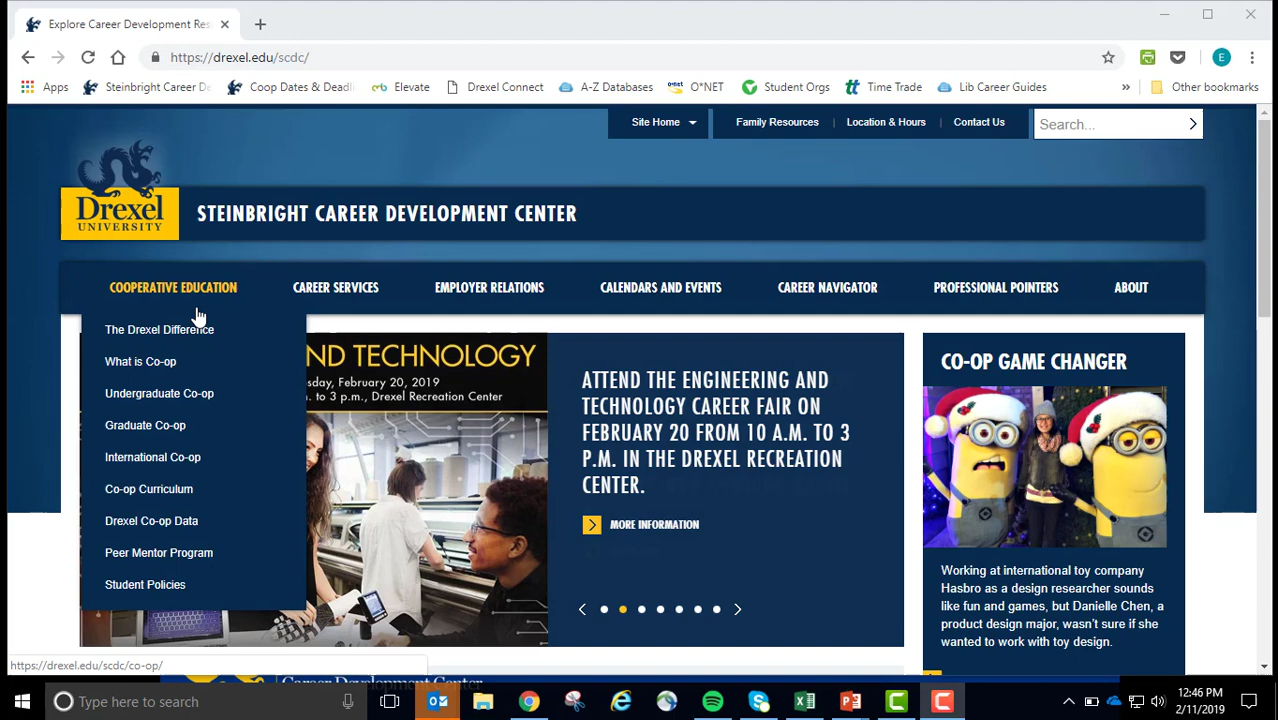 Explore Career Development Res
https://drexel.edu/scdc/
E
Apps
Steinbright Career De
Coop Dates & Deadli
Elevate
Drexel Connect
A-Z Databases
O*NET
Student Orgs
Time Trade
Lib Career Guides
»
Other bookmarks
Site Home
Family Resources
Location & Hours
Contact Us
Search...
Drexel
UNIVERSITY
STEINBRIGHT CAREER DEVELOPMENT CENTER
COOPERATIVE EDUCATION
CAREER SERVICES
EMPLOYER RELATIONS
CALENDARS AND EVENTS
CAREER NAVIGATOR
PROFESSIONAL POINTERS
ABOUT
The Drexel Difference
What is Co-op
Undergraduate Co-op
Graduate Co-op
International Co-op
Co-op Curriculum
Drexel Co-op Data
Peer Mentor Program
Student Policies
ND TECHNOLOGY
sday, February 20, 2019
. to 3 p.m., Drexel Recreation Center
ATTEND THE ENGINEERING AND
TECHNOLOGY CAREER FAIR ON
FEBRUARY 20 FROM 10 A.M. TO 3
P.M. IN THE DREXEL RECREATION
CENTER.
MORE INFORMATION
CO-OP GAME CHANGER
Working at international toy company
Hasbro as a design researcher sounds
like fun and games, but Danielle Chen, a
product design major, wasn't sure if she
wanted to work with toy design.
https://drexel.edu/scdc/co-op/
Career Development Center
Type here to search
12:46 PM
2/11/2019